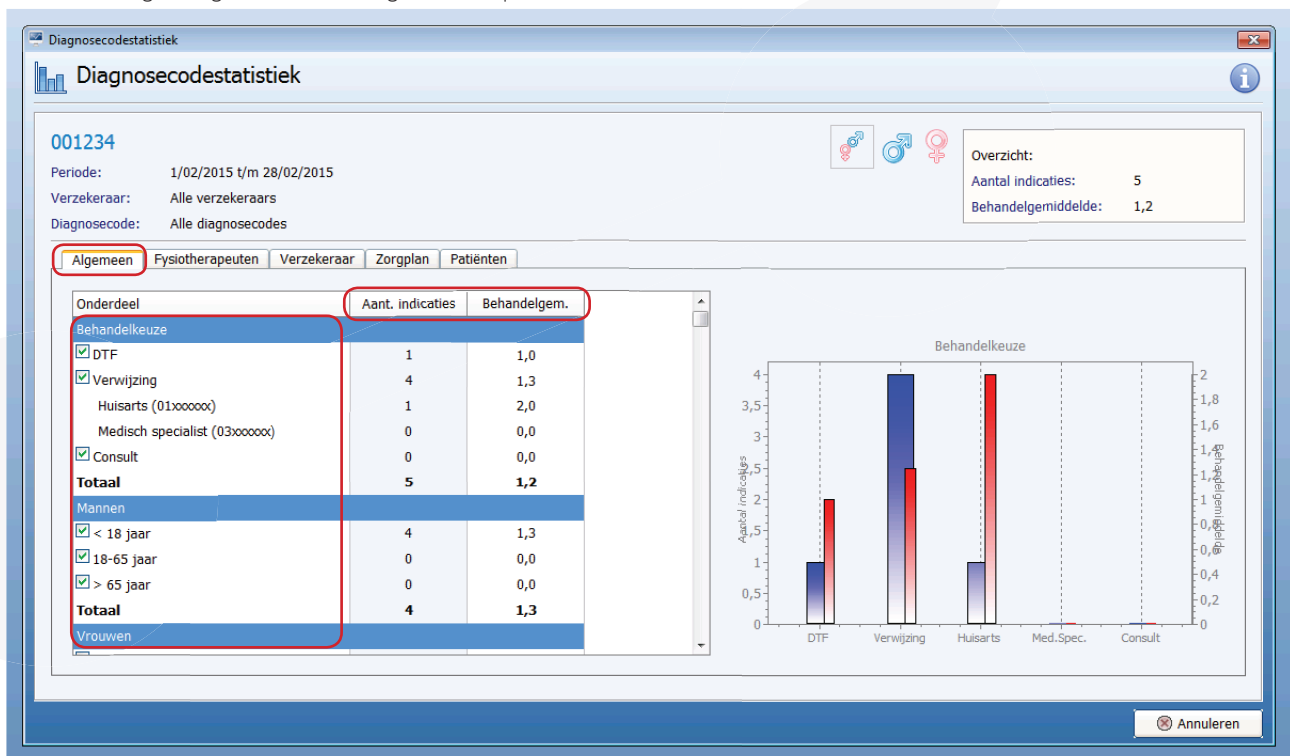 Diagnosecodestatistiek
Diagnosecodestatistiek
001234
Periode: 1/02/2015 t/m 28/02/2015
Verzekeraar: Alle verzekeraars
Diagnosecode: Alle diagnosecodes
Overzicht:
Aantal indicaties: 5
Behandelgemiddelde: 1,2
Algemeen Fysiotherapeuten Verzekeraar Zorgplan Patiënten
Onderdeel Aant. indicaties Behandelgem.
Behandelkeuze
DTF 1 1,0
Verwijzing 4 1,3
Huisarts (01xxxxxx) 1 2,0
Medisch specialist (03xxxxxx) 0 0,0
Consult 0 0,0
Totaal 5 1,2
Mannen
< 18 jaar 4 1,3
18-65 jaar 0 0,0
> 65 jaar 0 0,0
Totaal 4 1,3
Vrouwen
Behandelkeuze
4
3,5
3
2,5
2
1,5
1
0,5
0
Aantal indicaties
2
1,8
1,6
1,4
1,2
1
0,8
0,6
0,4
0,2
0
Behandelgemiddelde
DTF Verwijzing Huisarts Med.Spec. Consult
Annuleren